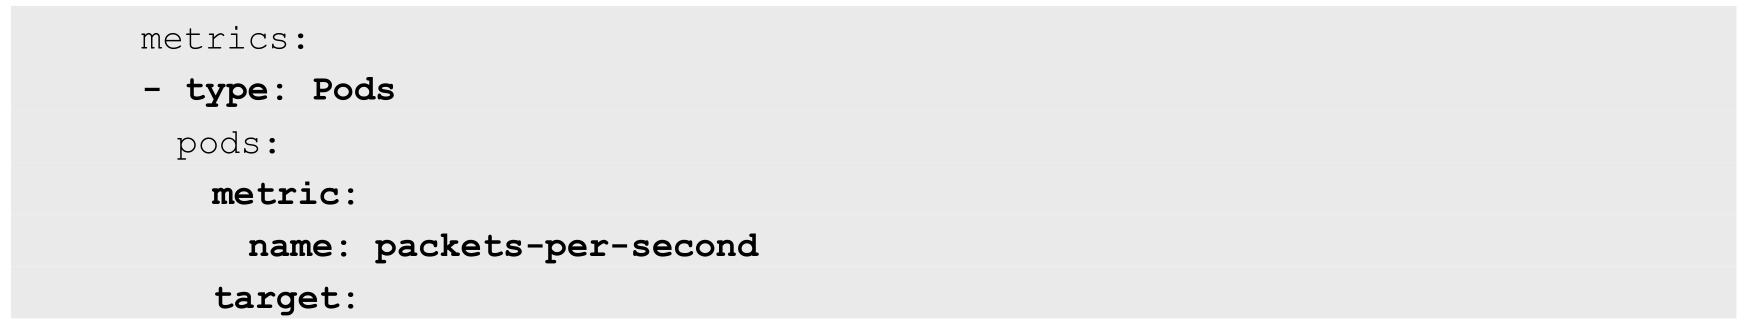 metrics:
- type: Pods
  pods:
    metric:
      name: packets-per-second
    target: